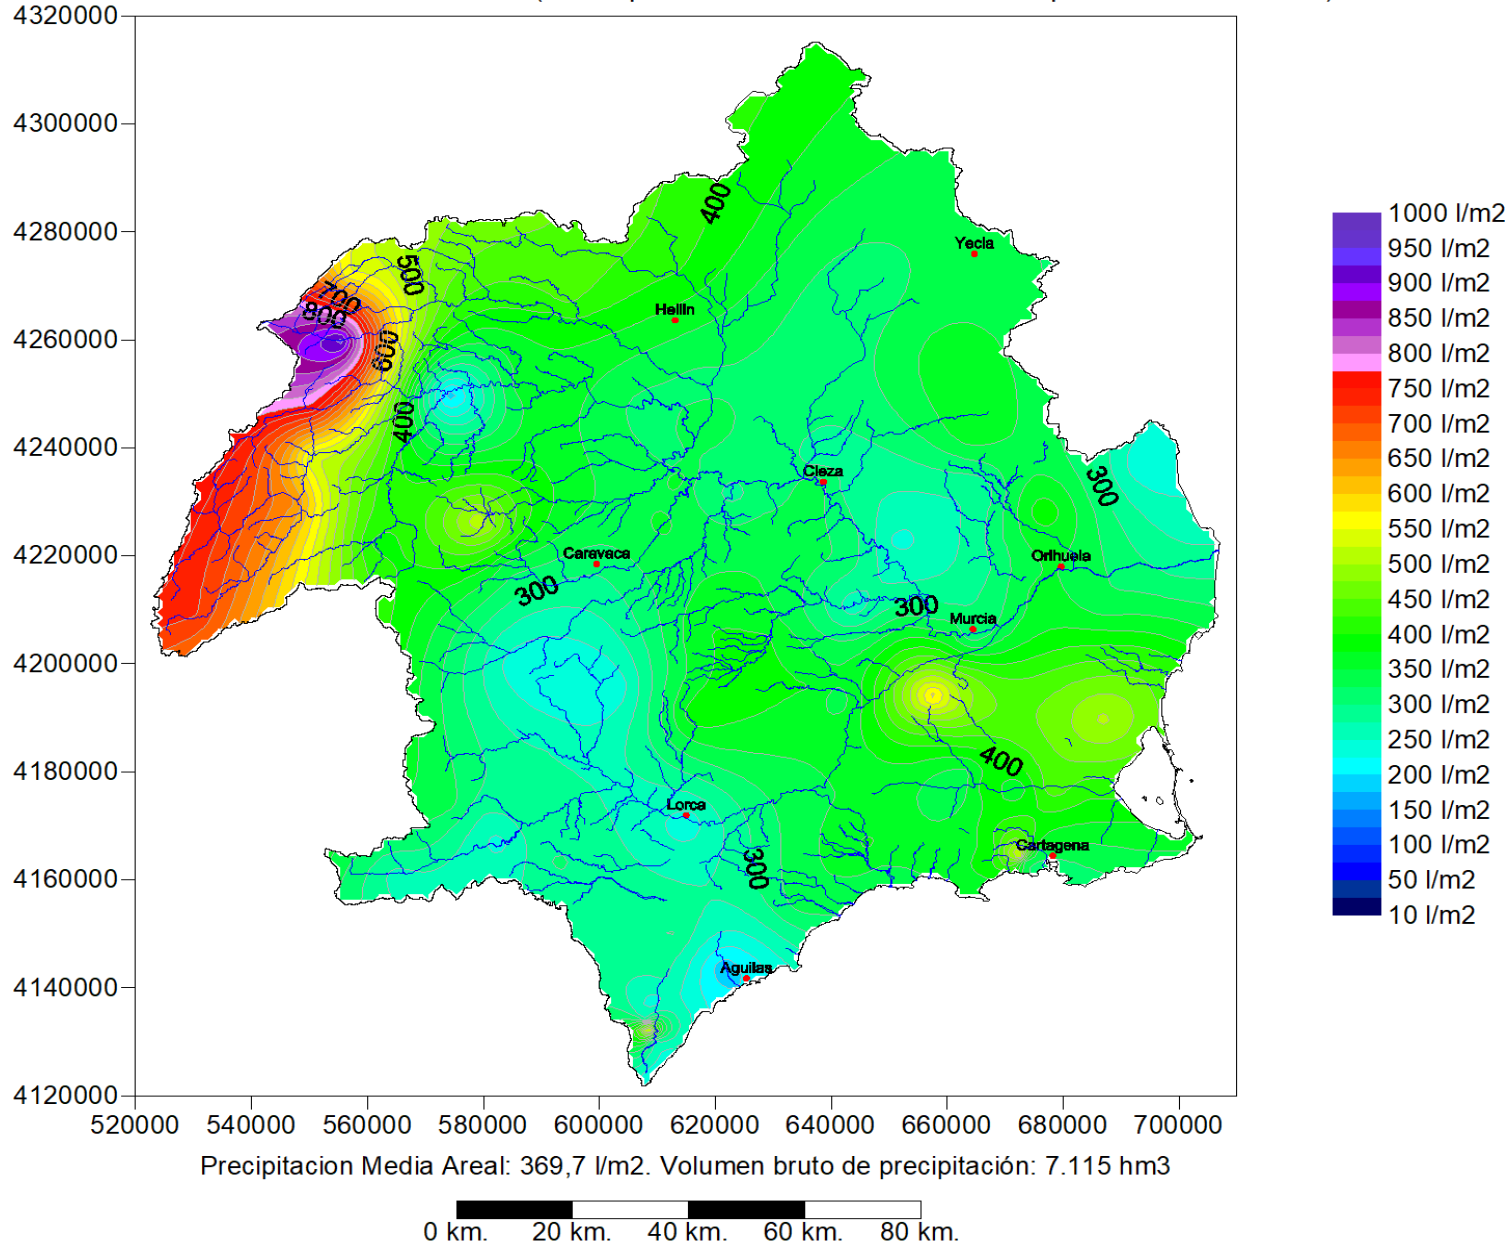 4320000
4300000
4280000
4260000
4240000
4220000
4200000
4180000
4160000
4140000
4120000
520000 540000 560000 580000 600000 620000 640000 660000 680000 700000
400
Yecla
500
700
800
Hellin
600
400
Cieza
300
Caravaca
Orihuela
300
300
Murcia
400
Lorca
Cartagena
300
Aguilas
1000 l/m2
950 l/m2
900 l/m2
850 l/m2
800 l/m2
750 l/m2
700 l/m2
650 l/m2
600 l/m2
550 l/m2
500 l/m2
450 l/m2
400 l/m2
350 l/m2
300 l/m2
250 l/m2
200 l/m2
150 l/m2
100 l/m2
50 l/m2
10 l/m2
Precipitacion Media Areal: 369,7 l/m2. Volumen bruto de precipitación: 7.115 hm3
0 km. 20 km. 40 km. 60 km. 80 km.